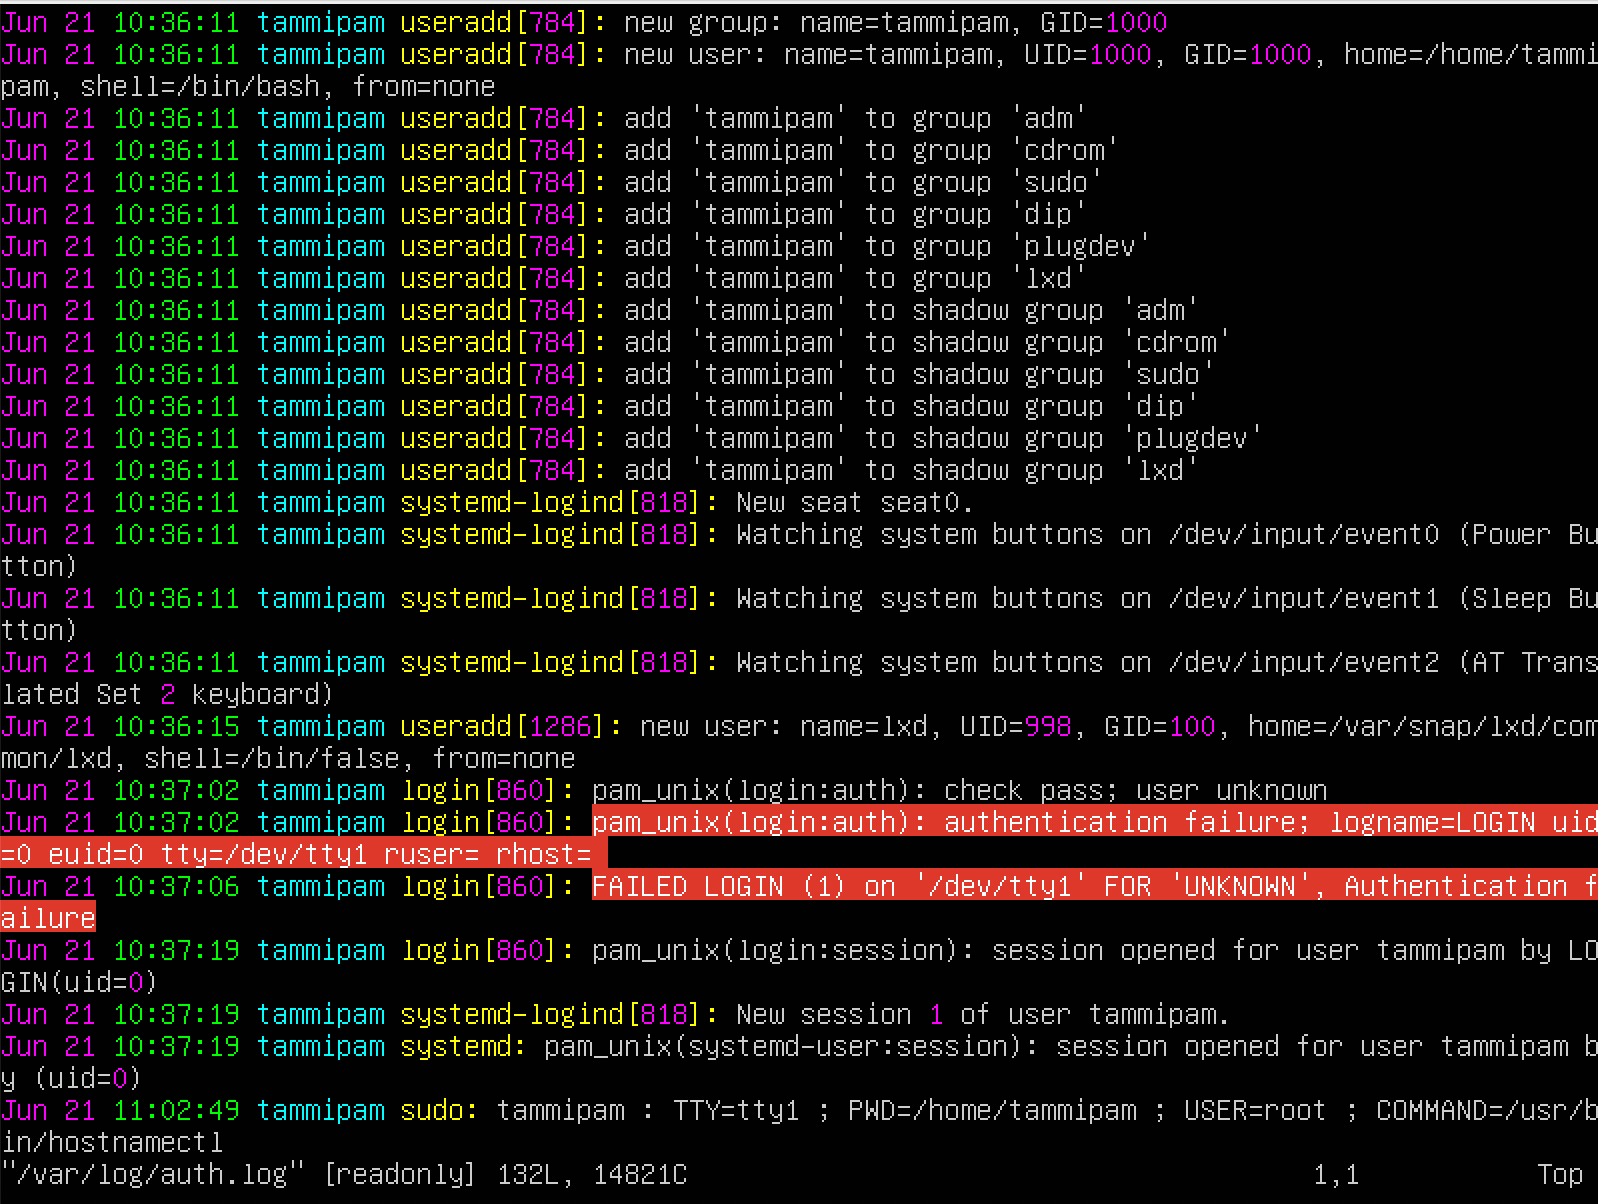 Jun 21 10:36:11 tammipam useradd[784]: new group: name=tammipam, GID=1000
Jun 21 10:36:11 tammipam useradd[784]: new user: name=tammipam, UID=1000, GID=1000, home=/home/tammi
pam, shell=/bin/bash, from=none
Jun 21 10:36:11 tammipam useradd[784]: add 'tammipam' to group 'adm'
Jun 21 10:36:11 tammipam useradd[784]: add 'tammipam' to group 'cdrom'
Jun 21 10:36:11 tammipam useradd[784]: add 'tammipam' to group 'sudo'
Jun 21 10:36:11 tammipam useradd[784]: add 'tammipam' to group 'dip'
Jun 21 10:36:11 tammipam useradd[784]: add 'tammipam' to group 'plugdev'
Jun 21 10:36:11 tammipam useradd[784]: add 'tammipam' to group 'lxd'
Jun 21 10:36:11 tammipam useradd[784]: add 'tammipam' to shadow group 'adm'
Jun 21 10:36:11 tammipam useradd[784]: add 'tammipam' to shadow group 'cdrom'
Jun 21 10:36:11 tammipam useradd[784]: add 'tammipam' to shadow group 'sudo'
Jun 21 10:36:11 tammipam useradd[784]: add 'tammipam' to shadow group 'dip'
Jun 21 10:36:11 tammipam useradd[784]: add 'tammipam' to shadow group 'plugdev'
Jun 21 10:36:11 tammipam useradd[784]: add 'tammipam' to shadow group 'lxd'
Jun 21 10:36:11 tammipam systemd-logind[818]: New seat seat0.
Jun 21 10:36:11 tammipam systemd-logind[818]: Watching system buttons on /dev/input/event0 (Power Bu
tton)
Jun 21 10:36:11 tammipam systemd-logind[818]: Watching system buttons on /dev/input/event1 (Sleep Bu
tton)
Jun 21 10:36:11 tammipam systemd-logind[818]: Watching system buttons on /dev/input/event2 (AT Trans
lated Set 2 keyboard)
Jun 21 10:36:15 tammipam useradd[1286]: new user: name=lxd, UID=998, GID=100, home=/var/snap/lxd/com
mon/lxd, shell=/bin/false, from=none
Jun 21 10:37:02 tammipam login[860]: pam_unix(login:auth): check pass; user unknown
Jun 21 10:37:02 tammipam login[860]: pam_unix(login:auth): authentication failure; logname=LOGIN uid
=0 euid=0 tty=/dev/tty1 ruser= rhost=
Jun 21 10:37:06 tammipam login[860]: FAILED LOGIN (1) on '/dev/tty1' FOR 'UNKNOWN', Authentication f
ailure
Jun 21 10:37:19 tammipam login[860]: pam_unix(login:session): session opened for user tammipam by LO
GIN(uid=0)
Jun 21 10:37:19 tammipam systemd-logind[818]: New session 1 of user tammipam.
Jun 21 10:37:19 tammipam systemd: pam_unix(systemd-user:session): session opened for user tammipam b
y (uid=0)
Jun 21 11:02:49 tammipam sudo: tammipam : TTY=tty1 ; PWD=/home/tammipam ; USER=root ; COMMAND=/usr/b
in/hostnamectl
"/var/log/auth.log" [readonly] 132L, 14821C 1,1 Top